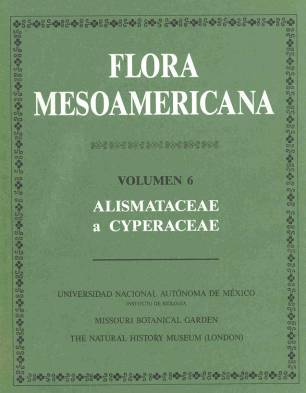 FLORA
MESOAMERICANA
VOLUMEN 6
ALISMATACEAE
a CYPERACEAE
UNIVERSIDAD NACIONAL AUTÓNOMA DE MÉXICO
INSTITUTO DE BIOLOGÍA
MISSOURI BOTANICAL GARDEN
THE NATURAL HISTORY MUSEUM (LONDON)